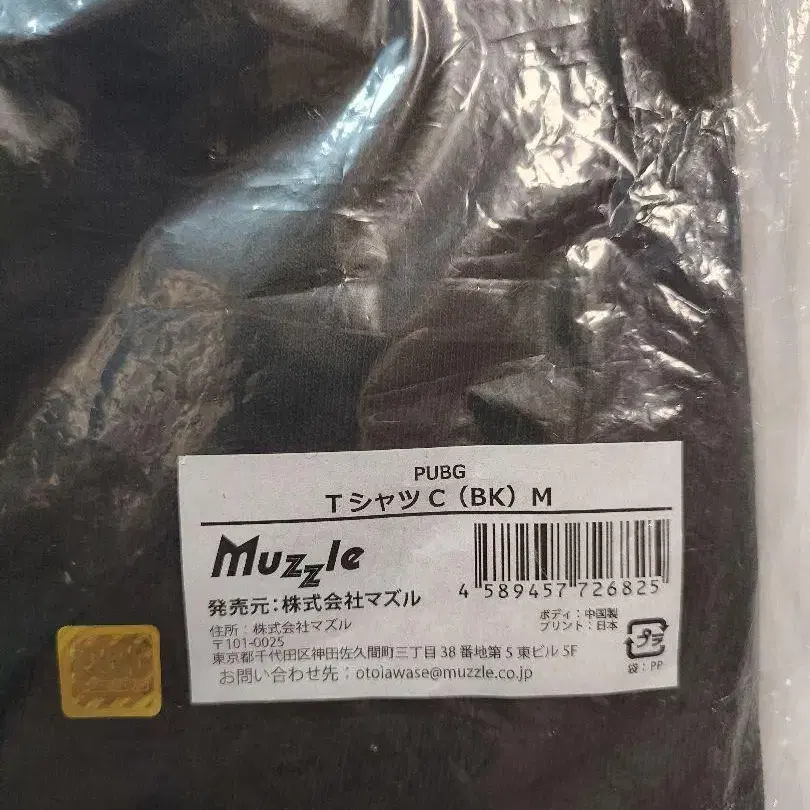 PUBG
TシャツC（BK）M
Muzzle
4 589457 726825
発売元：株式会社マズル
住所：株式会社マズル
〒101-0025
東京都千代田区神田佐久間町三丁目38番地第5東ビル5F
お問い合わせ先：otoiawase@muzzle.co.jp
ボディ：中国製
プリント：日本
プラ
袋：PP